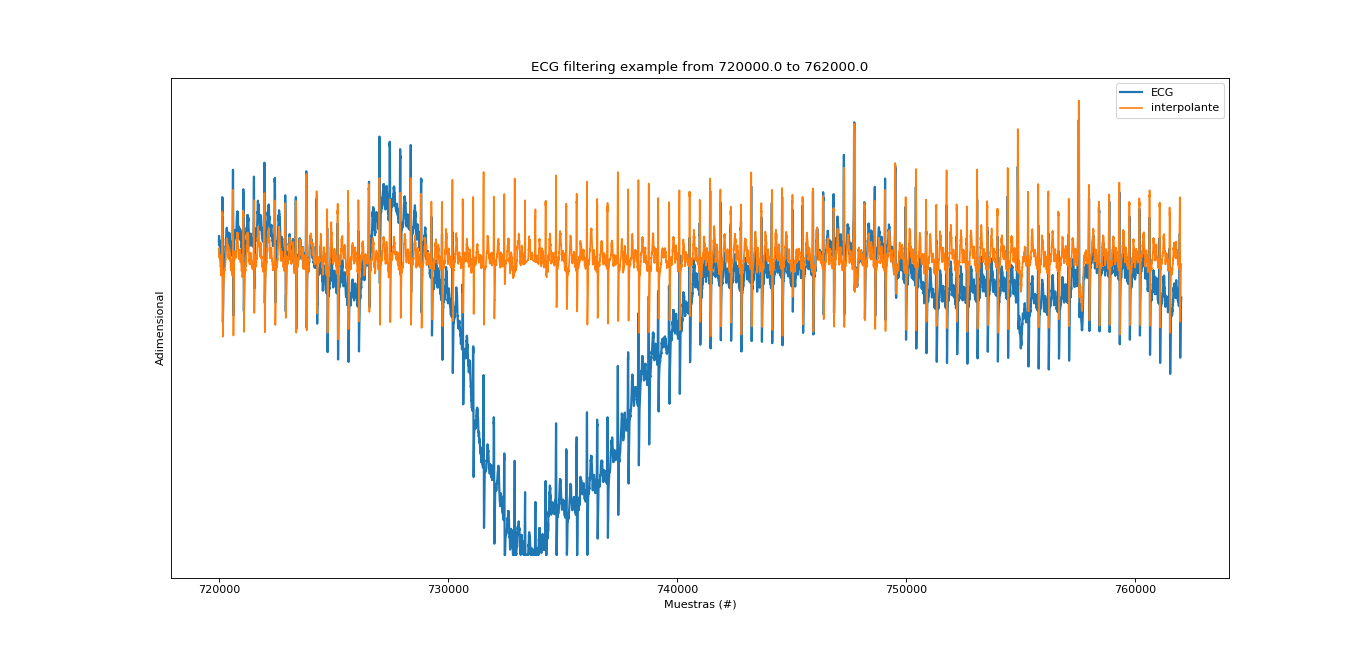 ECG filtering example from 720000.0 to 762000.0
ECG
interpolante
Adimensional
720000
730000
740000
750000
760000
Muestras (#)